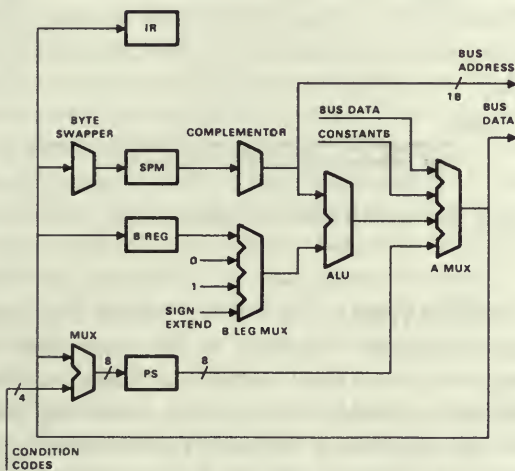 IR
BUS
ADDRESS
18
BUS
DATA
BYTE
SWAPPER
COMPLEMENTOR
BUS DATA
CONSTANTS
SPM
B REG
0
1
SIGN
EXTEND
B LEG MUX
ALU
A MUX
MUX
8
PS
8
4
CONDITION
CODES